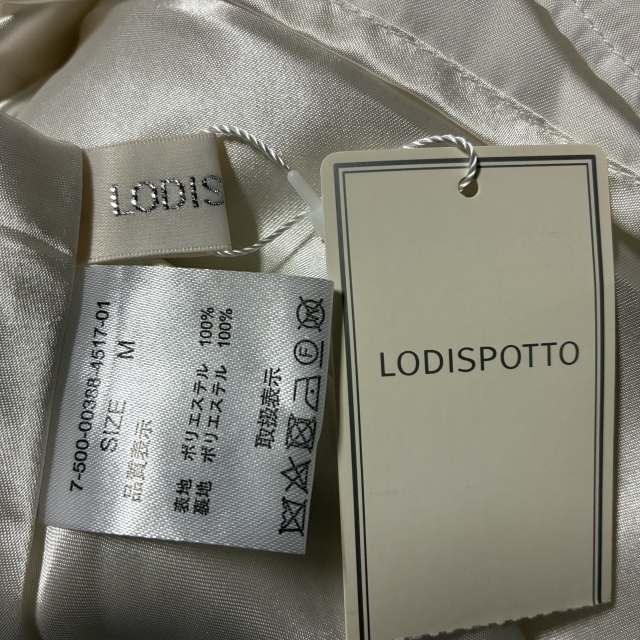 LODIS
LODISPOTTO
7-500-00388-4517-01
SIZE M
品質表示
表地 ポリエステル 100%
裏地 ポリエステル 100%
取扱表示